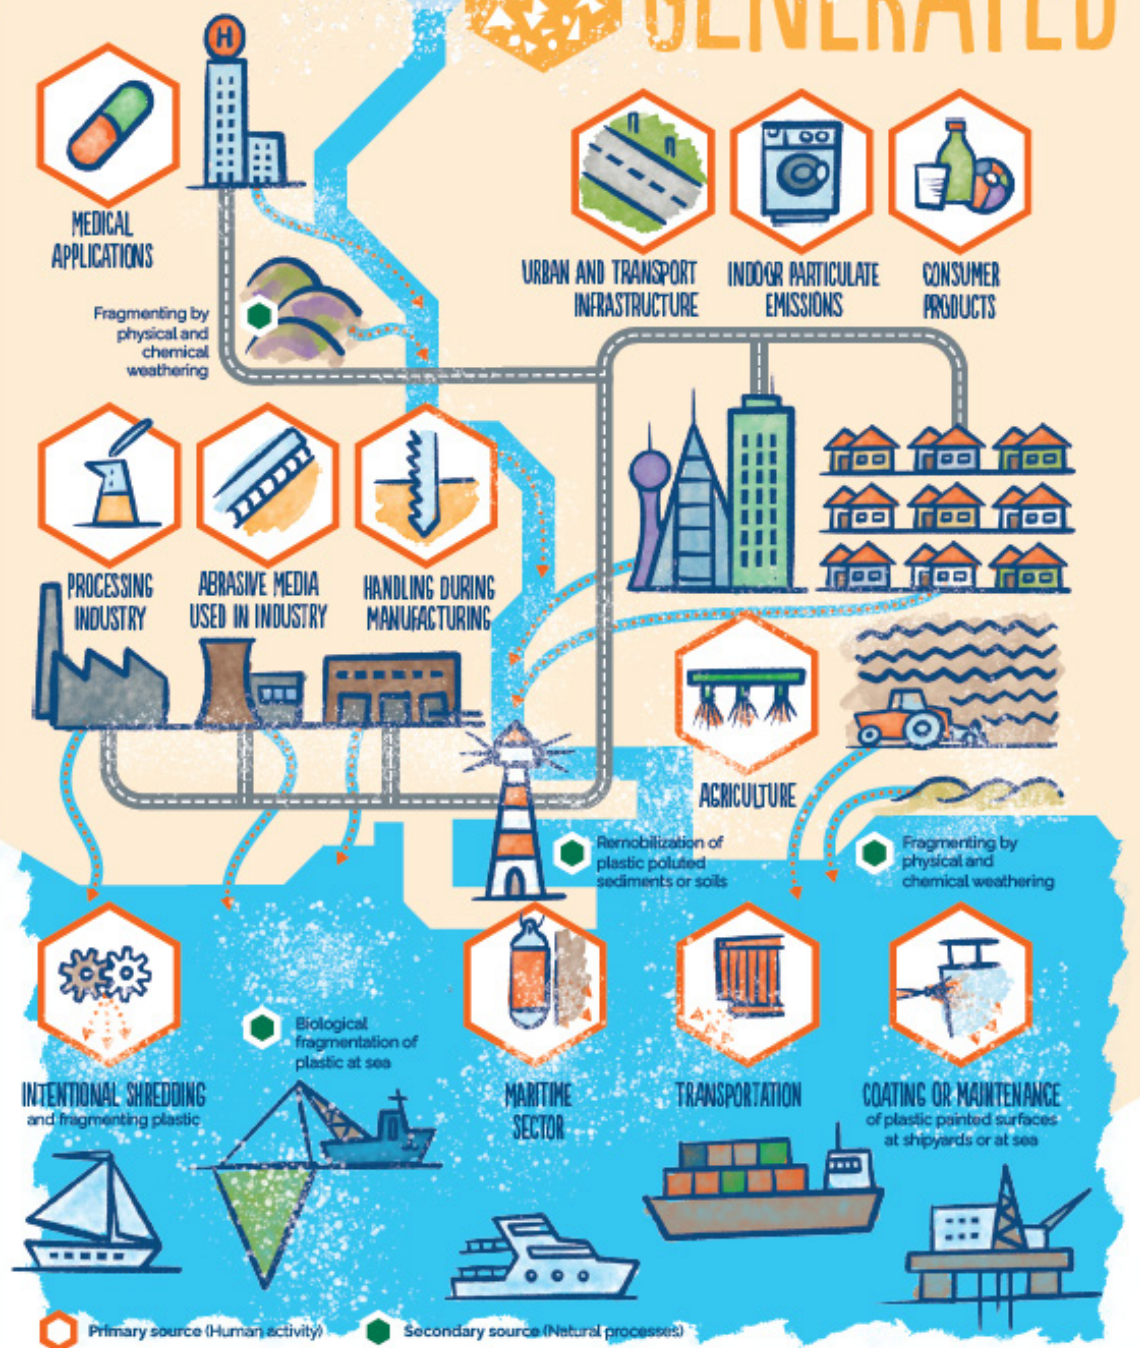 GENERATED
H
MEDICAL
APPLICATIONS
URBAN AND TRANSPORT
INFRASTRUCTURE
INDOOR PARTICULATE
EMISSIONS
CONSUMER
PRODUCTS
Fragmenting by
physical and
chemical
weathering
PROCESSING
INDUSTRY
ABRASIVE MEDIA
USED IN INDUSTRY
HANDLING DURING
MANUFACTURING
AGRICULTURE
Remobilization of
plastic poluted
sediments or soils
Fragmenting by
physical and
chemical weathering
Biological
fragmentation of
plastic at sea
INTENTIONAL SHREDDING
and fragmenting plastic
MARITIME
SECTOR
TRANSPORTATION
COATING OR MAINTENANCE
of plastic painted surfaces
at shipyards or at sea
Primary source (Human activity)
Secondary source (Natural processes)